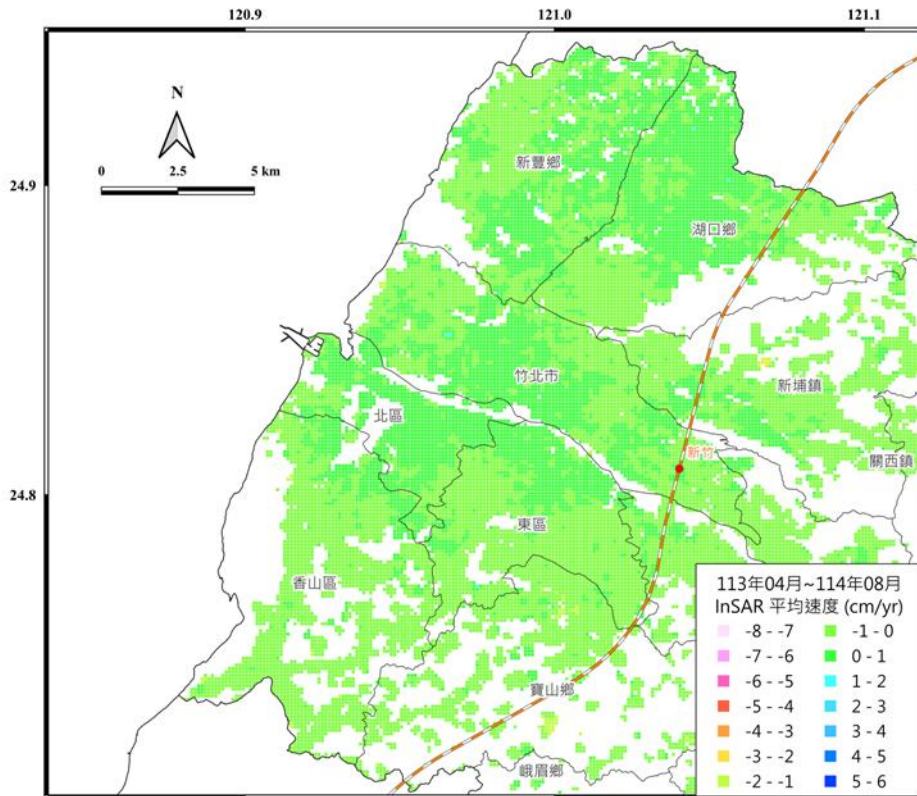 120.9
121.0
121.1
N
0 2.5 5 km
24.9
新豐鄉
湖口鄉
竹北市
新埔鎮
北區
新竹
關西鎮
24.8
東區
香山區
寶山鄉
峨眉鄉
113年04月~114年08月
InSAR 平均速度 (cm/yr)
-8 - -7
-1 - 0
-7 - -6
0 - 1
-6 - -5
1 - 2
-5 - -4
2 - 3
-4 - -3
3 - 4
-3 - -2
4 - 5
-2 - -1
5 - 6